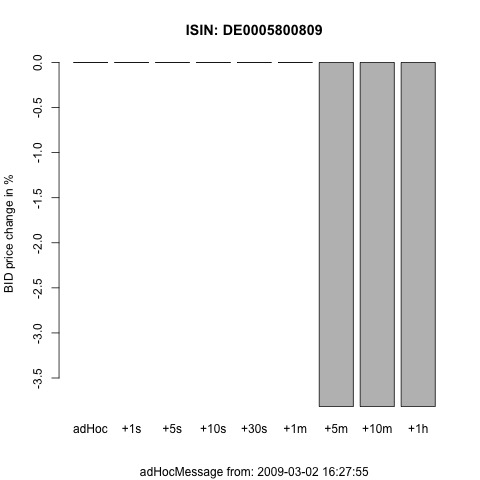 ISIN: DE0005800809
BID price change in %
0.0
-0.5
-1.0
-1.5
-2.0
-2.5
-3.0
-3.5
adHoc +1s +5s +10s +30s +1m +5m +10m +1h
adHocMessage from: 2009-03-02 16:27:55